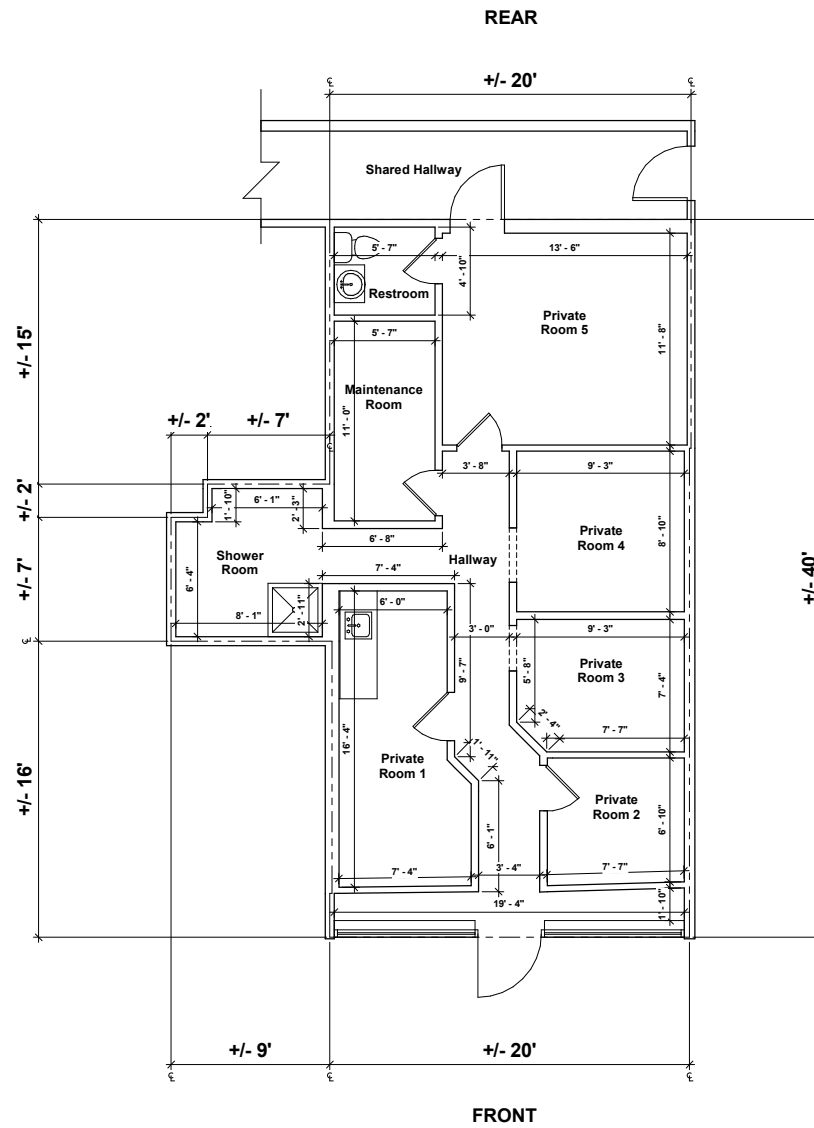 REAR
+/- 20'
Shared Hallway
5' - 7"
13' - 6"
4' - 10"
Restroom
Private
Room 5
11' - 8"
+/- 15'
5' - 7"
Maintenance
Room
11' - 0"
+/- 2'
+/- 7'
3' - 8"
9' - 3"
+/- 2'
6' - 1"
1' - 10"
2' - 3"
Private
Room 4
8' - 10"
6' - 8"
Shower
Room
Hallway
+/- 7'
6' - 4"
7' - 4"
+/- 40'
2' - 11"
6' - 0"
8' - 1"
3' - 0"
9' - 3"
9' - 7"
5' - 8"
Private
Room 3
7' - 4"
2' - 4"
7' - 7"
16' - 4"
1' - 11"
Private
Room 1
+/- 16'
Private
Room 2
6' - 10"
6' - 1"
7' - 4"
3' - 4"
7' - 7"
19' - 4"
1' - 10"
+/- 9'
+/- 20'
FRONT